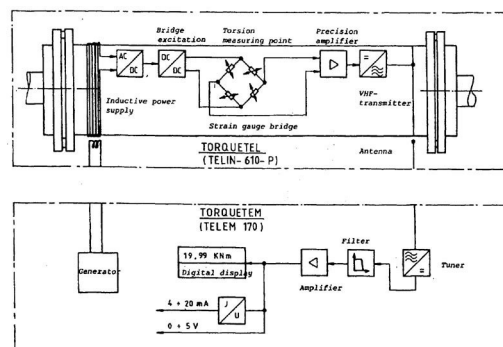 Bridge excitation
Torsion measuring point
Precision amplifier
AC
DC
DC
DC
=
Inductive power supply
VHF-transmitter
Strain gauge bridge
TORQUETEL
(TELIN-610-P)
Antenna
TORQUETEM
(TELEM 170)
Generator
19,99 KNm
Digital display
Amplifier
Filter
=
Tuner
4 ÷ 20 mA
J
U
0 ÷ 5 V